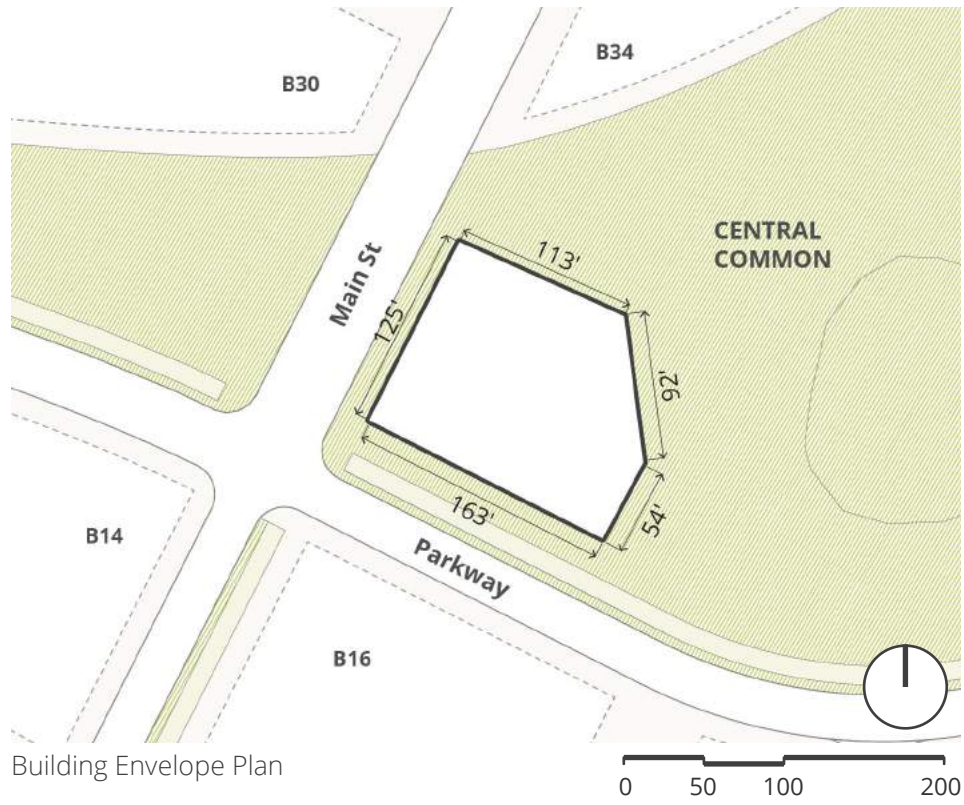 B30
B34
CENTRAL
COMMON
Main St
113'
125'
92'
163'
54'
B14
Parkway
B16
Building Envelope Plan
0 50 100 200